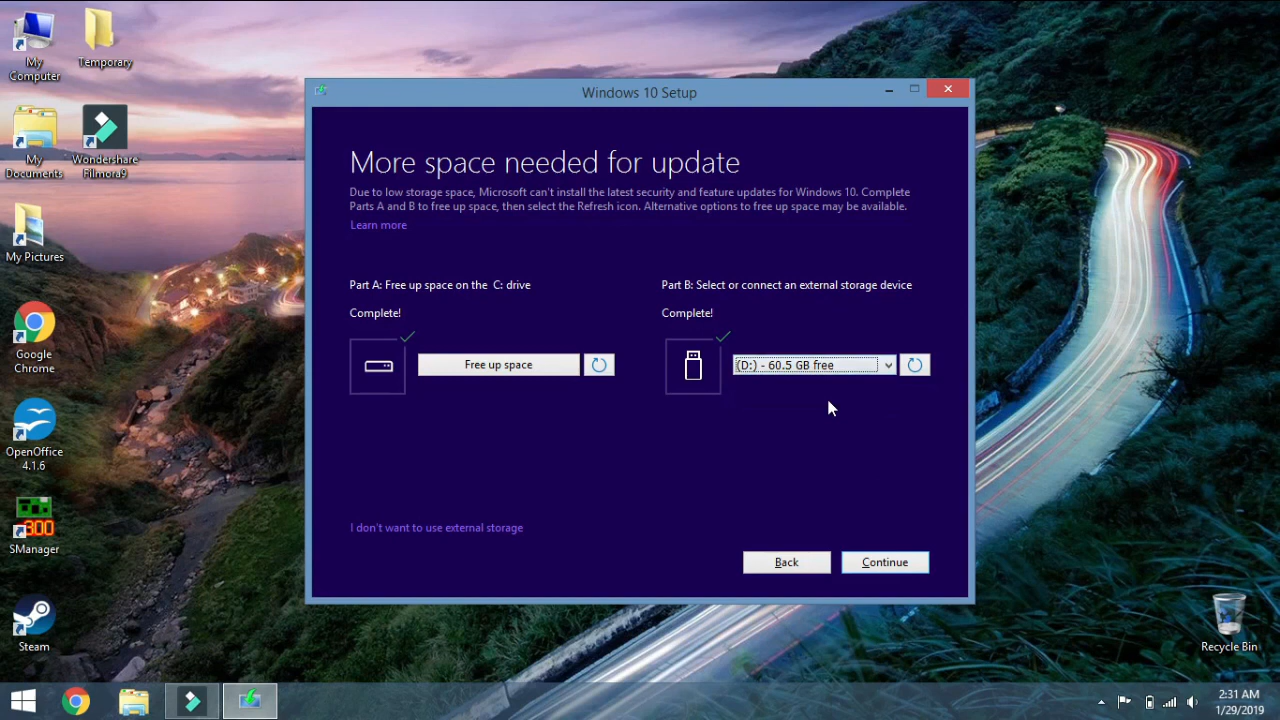 My
Computer
Temporary
My
Documents
Wondershare
Filmora9
My Pictures
Google
Chrome
OpenOffice
4.1.6
300
SManager
Steam
Windows 10 Setup
More space needed for update
Due to low storage space, Microsoft can't install the latest security and feature updates for Windows 10. Complete
Parts A and B to free up space, then select the Refresh icon. Alternative options to free up space may be available.
Learn more
Part A: Free up space on the C: drive
Complete!
Free up space
Part B: Select or connect an external storage device
Complete!
(D:) - 60.5 GB free
I don't want to use external storage
Back
Continue
Recycle Bin
2:31 AM
1/29/2019